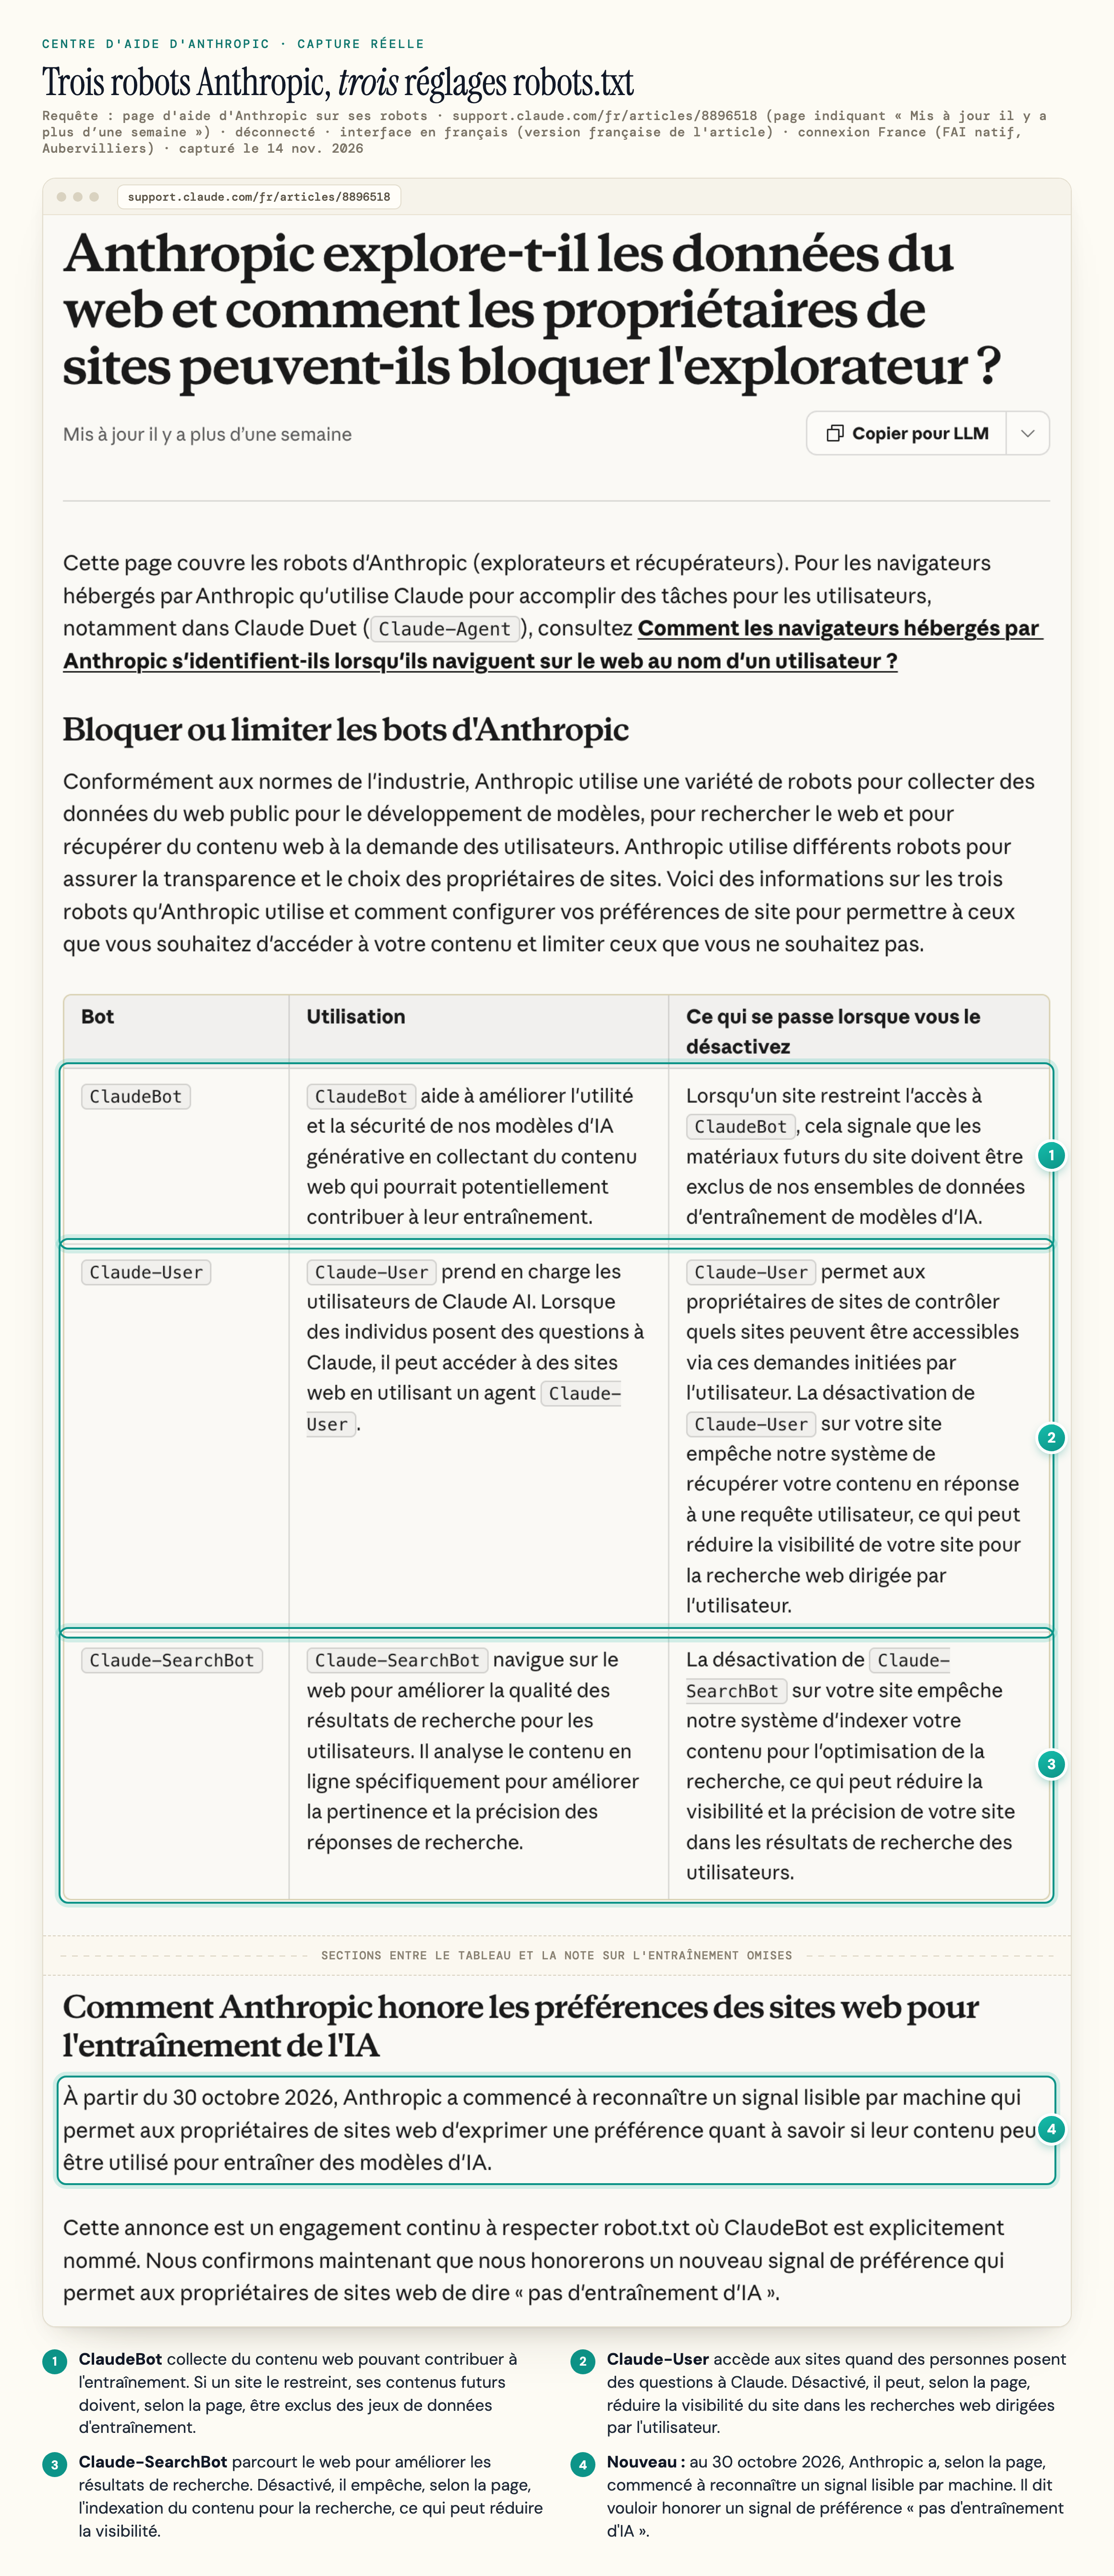 CENTRE D'AIDE D'ANTHROPIC · CAPTURE RÉELLE
Trois robots Anthropic, trois réglages robots.txt
Requête : page d'aide d'Anthropic sur ses robots · support.claude.com/fr/articles/8896518 (page indiquant « Mis à jour il y a
plus d’une semaine ») · déconnecté · interface en français (version française de l'article) · connexion France (FAI natif,
Aubervilliers) · capturé le 14 nov. 2026
support.claude.com/fr/articles/8896518
Anthropic explore-t-il les données du
web et comment les propriétaires de
sites peuvent-ils bloquer l'explorateur ?
Mis à jour il y a plus d’une semaine
Copier pour LLM
Cette page couvre les robots d'Anthropic (explorateurs et récupérateurs). Pour les navigateurs
hébergés par Anthropic qu'utilise Claude pour accomplir des tâches pour les utilisateurs,
notamment dans Claude Duet (Claude-Agent), consultez Comment les navigateurs hébergés par
Anthropic s'identifient-ils lorsqu'ils naviguent sur le web au nom d'un utilisateur ?
Bloquer ou limiter les bots d'Anthropic
Conformément aux normes de l'industrie, Anthropic utilise une variété de robots pour collecter des
données du web public pour le développement de modèles, pour rechercher le web et pour
récupérer du contenu web à la demande des utilisateurs. Anthropic utilise différents robots pour
assurer la transparence et le choix des propriétaires de sites. Voici des informations sur les trois
robots qu'Anthropic utilise et comment configurer vos préférences de site pour permettre à ceux
que vous souhaitez d'accéder à votre contenu et limiter ceux que vous ne souhaitez pas.
Bot
Utilisation
Ce qui se passe lorsque vous le
désactivez
ClaudeBot
ClaudeBot aide à améliorer l'utilité
et la sécurité de nos modèles d'IA
générative en collectant du contenu
web qui pourrait potentiellement
contribuer à leur entraînement.
Lorsqu'un site restreint l'accès à
ClaudeBot, cela signale que les
matériaux futurs du site doivent être
exclus de nos ensembles de données
d'entraînement de modèles d'IA.
1
Claude-User
Claude-User prend en charge les
utilisateurs de Claude AI. Lorsque
des individus posent des questions à
Claude, il peut accéder à des sites
web en utilisant un agent Claude-
User.
Claude-User permet aux
propriétaires de sites de contrôler
quels sites peuvent être accessibles
via ces demandes initiées par
l'utilisateur. La désactivation de
Claude-User sur votre site
empêche notre système de
récupérer votre contenu en réponse
à une requête utilisateur, ce qui peut
réduire la visibilité de votre site pour
la recherche web dirigée par
l'utilisateur.
2
Claude-SearchBot
Claude-SearchBot navigue sur le
web pour améliorer la qualité des
résultats de recherche pour les
utilisateurs. Il analyse le contenu en
ligne spécifiquement pour améliorer
la pertinence et la précision des
réponses de recherche.
La désactivation de Claude-
SearchBot sur votre site empêche
notre système d'indexer votre
contenu pour l'optimisation de la
recherche, ce qui peut réduire la
visibilité et la précision de votre site
dans les résultats de recherche des
utilisateurs.
3
SECTIONS ENTRE LE TABLEAU ET LA NOTE SUR L'ENTRAÎNEMENT OMISES
Comment Anthropic honore les préférences des sites web pour
l'entraînement de l'IA
À partir du 30 octobre 2026, Anthropic a commencé à reconnaître un signal lisible par machine qui
permet aux propriétaires de sites web d'exprimer une préférence quant à savoir si leur contenu peu
être utilisé pour entraîner des modèles d'IA.
4
Cette annonce est un engagement continu à respecter robot.txt où ClaudeBot est explicitement
nommé. Nous confirmons maintenant que nous honorerons un nouveau signal de préférence qui
permet aux propriétaires de sites web de dire « pas d'entraînement d'IA ».
1 ClaudeBot collecte du contenu web pouvant contribuer à
l'entraînement. Si un site le restreint, ses contenus futurs
doivent, selon la page, être exclus des jeux de données
d'entraînement.
2 Claude-User accède aux sites quand des personnes posent
des questions à Claude. Désactivé, il peut, selon la page,
réduire la visibilité du site dans les recherches web dirigées
par l'utilisateur.
3 Claude-SearchBot parcourt le web pour améliorer les
résultats de recherche. Désactivé, il empêche, selon la page,
l'indexation du contenu pour la recherche, ce qui peut réduire
la visibilité.
4 Nouveau : au 30 octobre 2026, Anthropic a, selon la page,
commencé à reconnaître un signal lisible par machine. Il dit
vouloir honorer un signal de préférence « pas d'entraînement
d'IA ».